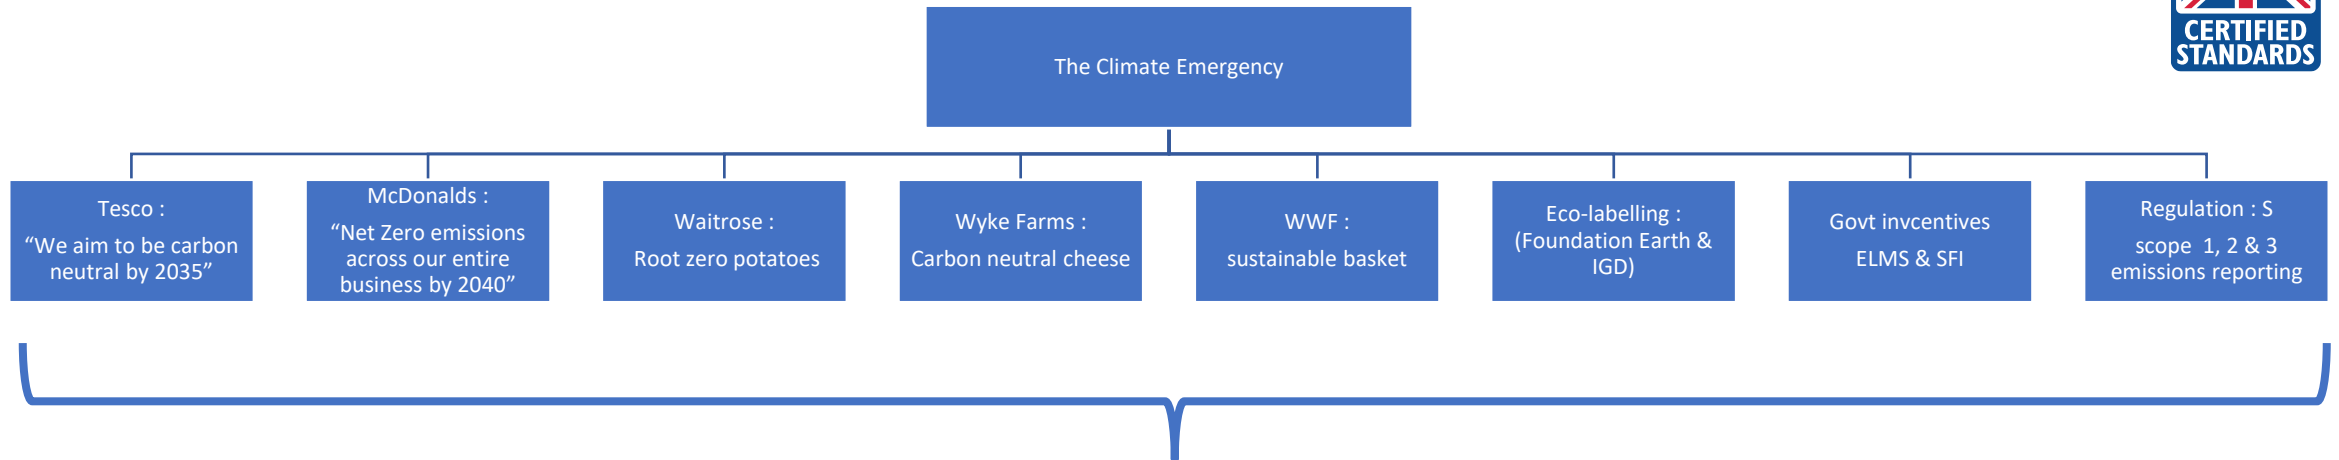 CERTIFIED
STANDARDS
The Climate Emergency
Tesco :
“We aim to be carbon
neutral by 2035”
McDonalds :
“Net Zero emissions
across our entire
business by 2040”
Waitrose :
Root zero potatoes
Wyke Farms :
Carbon neutral cheese
WWF :
sustainable basket
Eco-labelling :
(Foundation Earth &
IGD)
Govt invcentives
ELMS & SFI
Regulation : S
scope 1, 2 & 3
emissions reporting